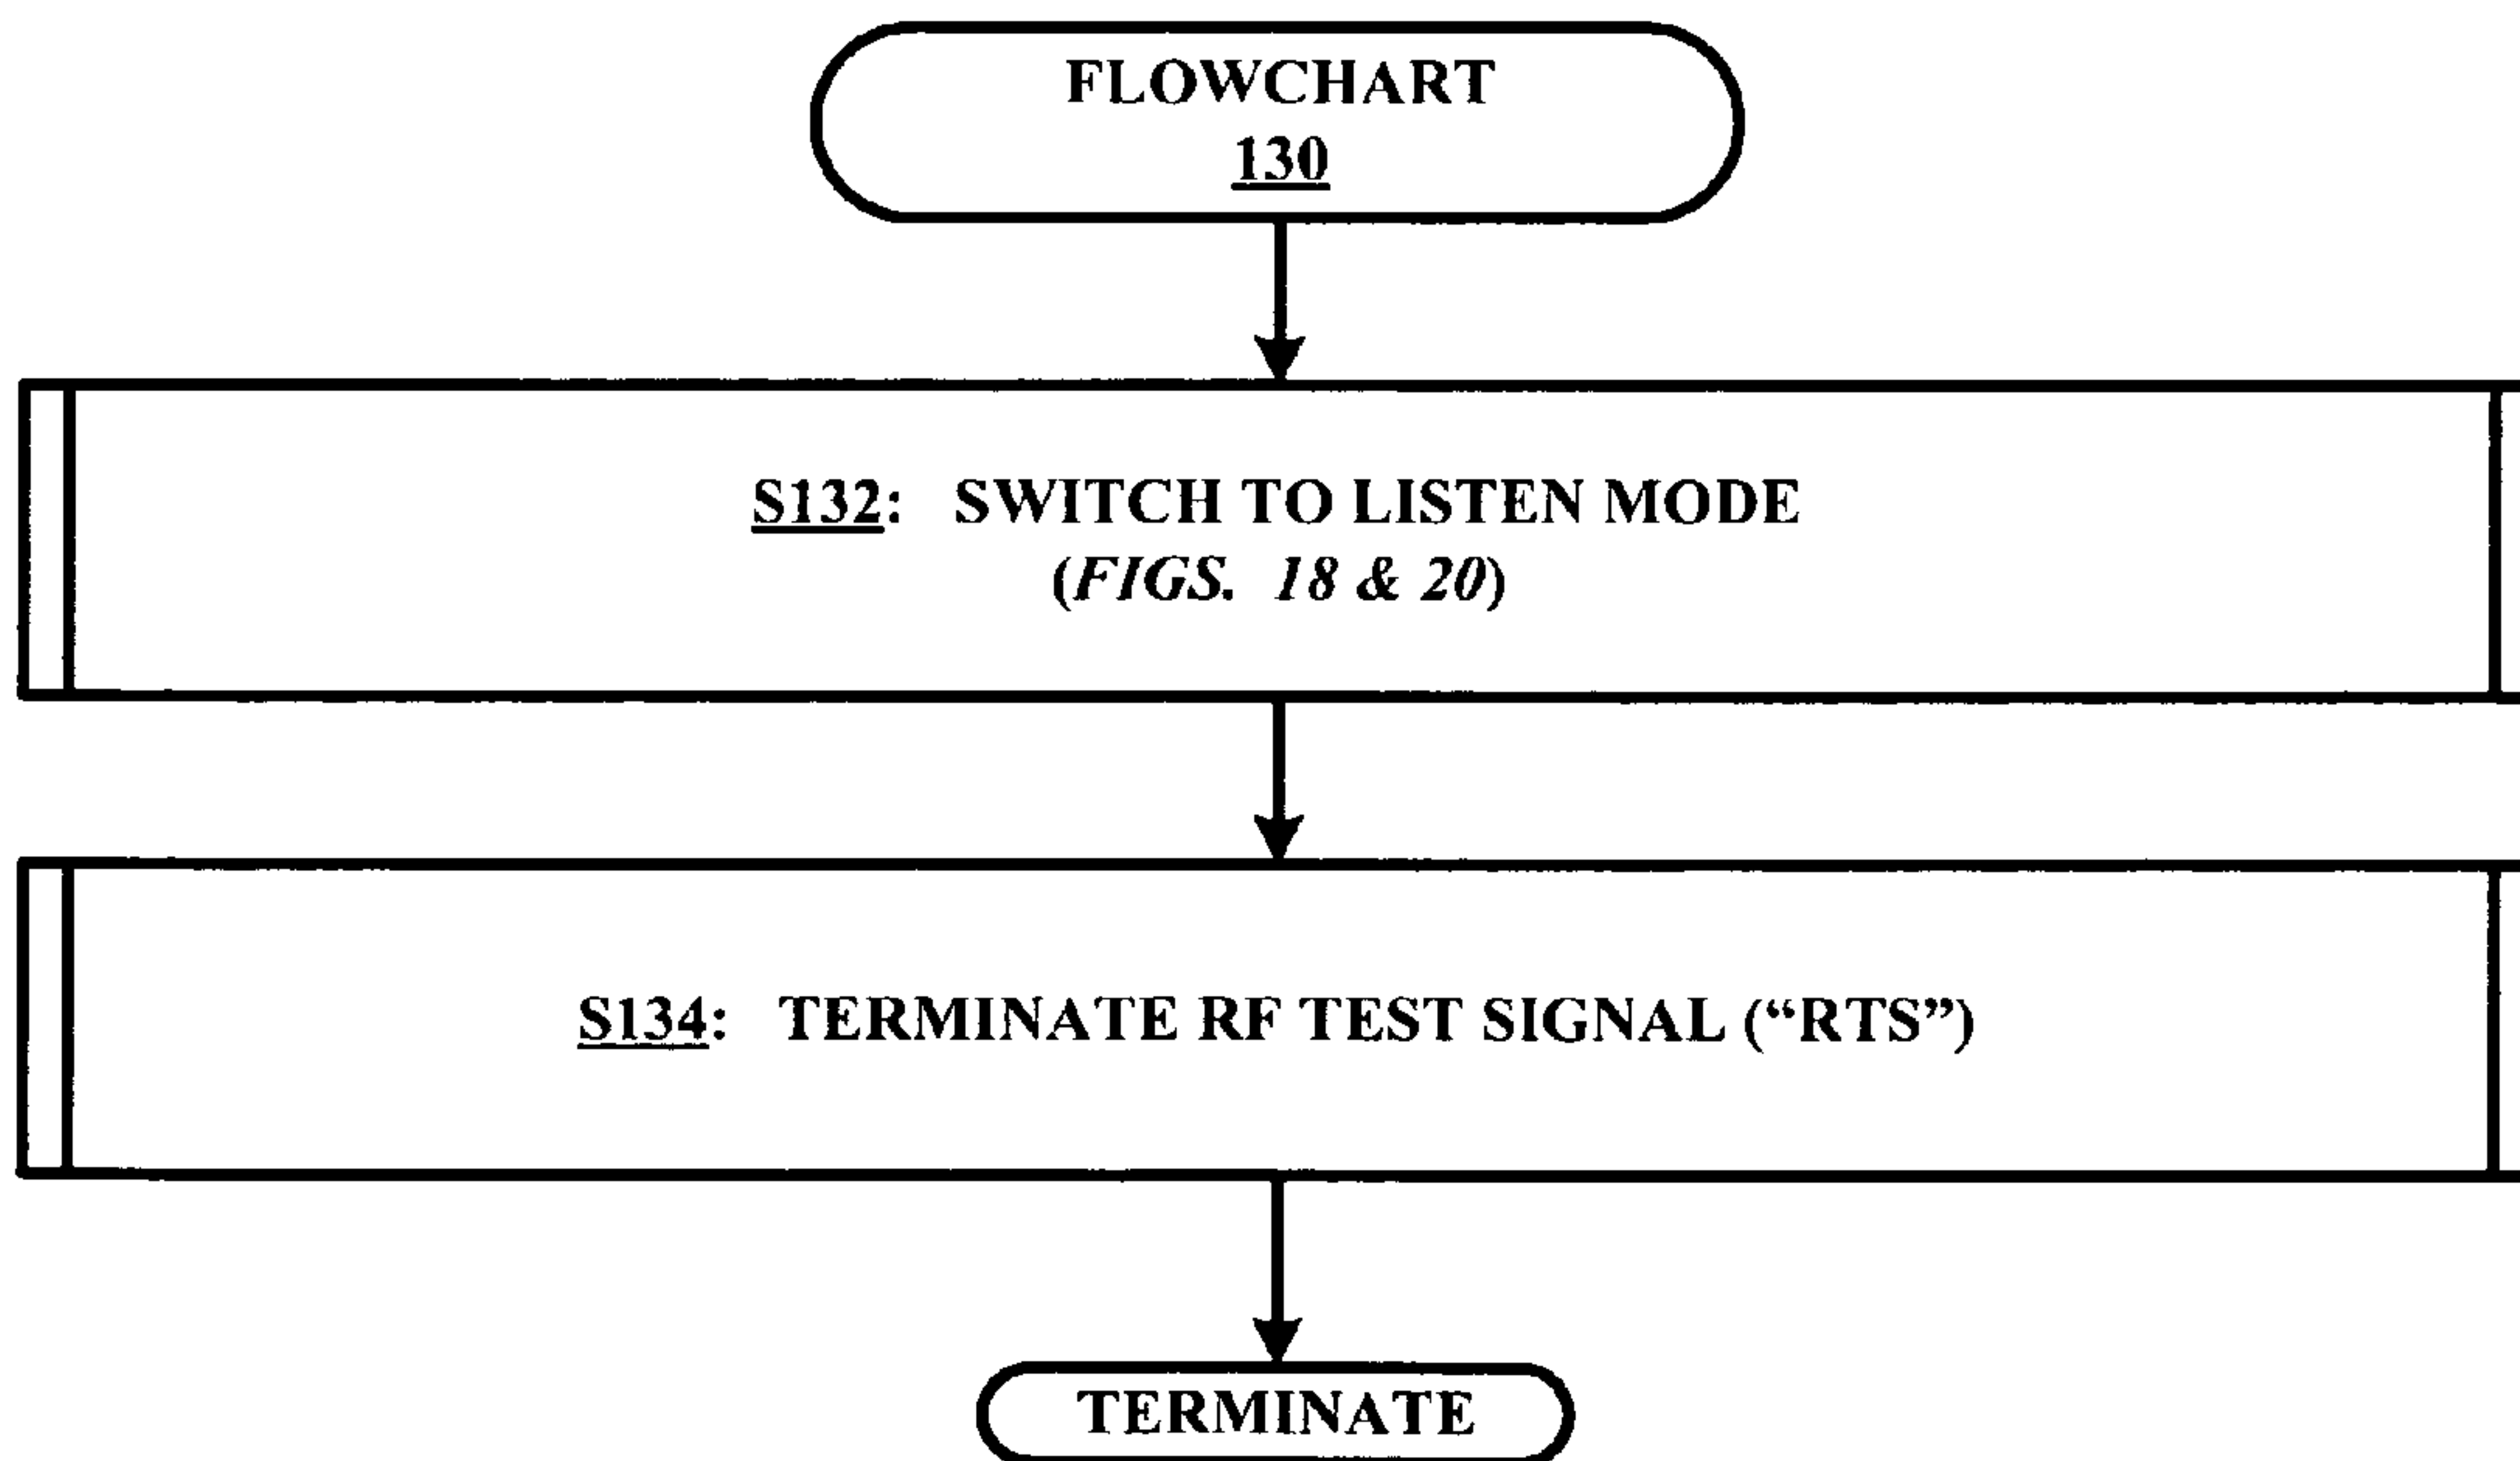 FLOWCHART
130
S132: SWITCH TO LISTEN MODE
(FIGS. 18 & 20)
S134: TERMINATE RF TEST SIGNAL (“RTS”)
TERMINATE